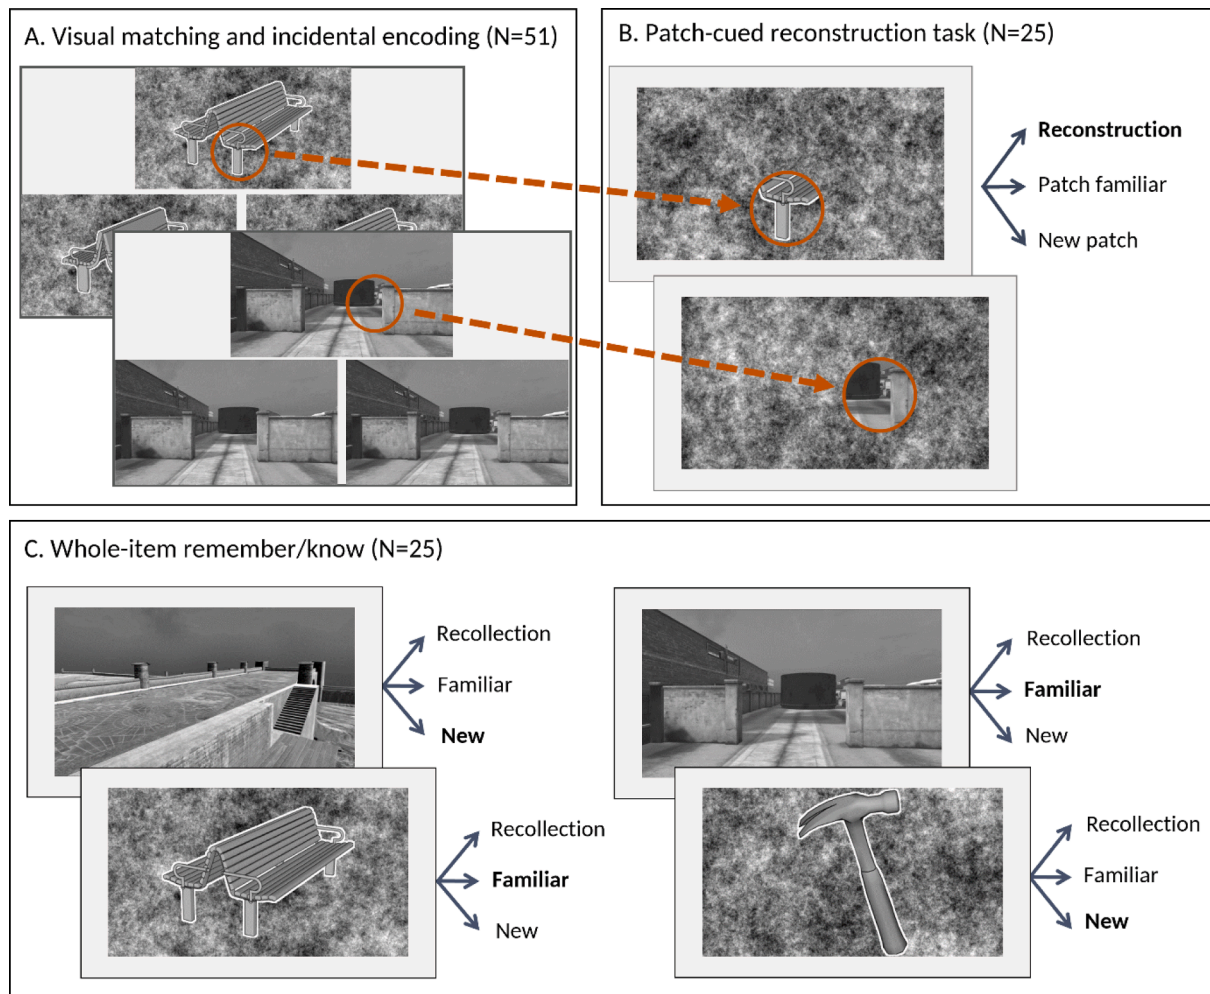 A. Visual matching and incidental encoding (N=51)
B. Patch-cued reconstruction task (N=25)
Reconstruction
Patch familiar
New patch
C. Whole-item remember/know (N=25)
Recollection
Familiar
New
Recollection
Familiar
New
Recollection
Familiar
New
Recollection
Familiar
New